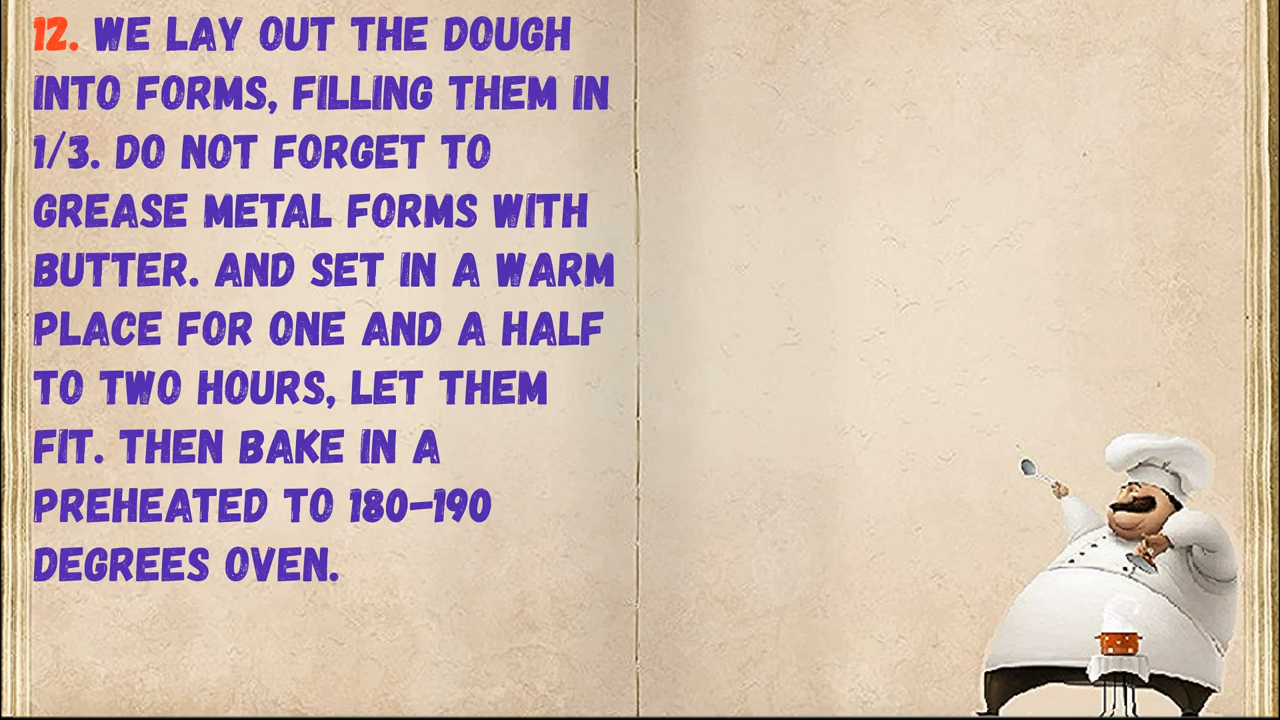 12. WE LAY OUT THE DOUGH
INTO FORMS, FILLING THEM IN
1/3. DO NOT FORGET TO
GREASE METAL FORMS WITH
BUTTER. AND SET IN A WARM
PLACE FOR ONE AND A HALF
TO TWO HOURS, LET THEM
FIT. THEN BAKE IN A
PREHEATED TO 180-190
DEGREES OVEN.